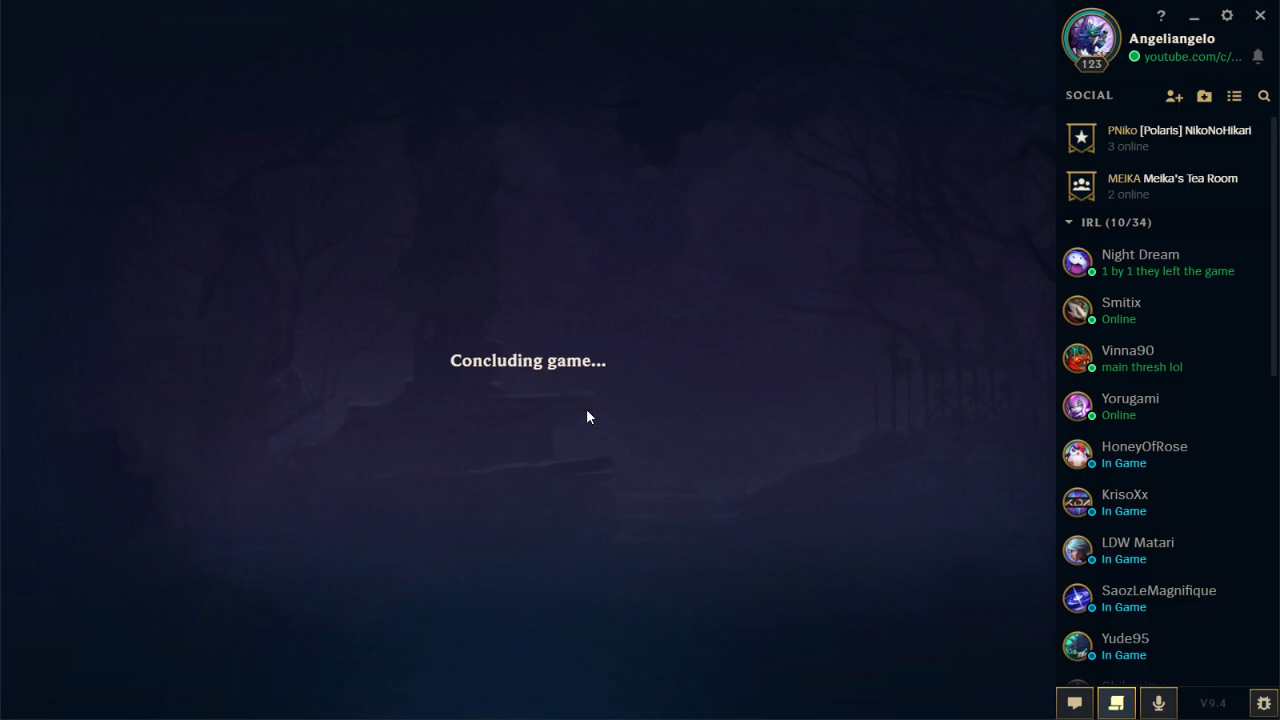 ?
Angeliangelo
123
youtube.com/c/...
SOCIAL
PNiko [Polaris] NikoNoHikari
3 online
MEIKA Meika's Tea Room
2 online
IRL (10/34)
Night Dream
1 by 1 they left the game
Smitix
Online
Vinna90
main thresh lol
Yorugami
Online
HoneyOfRose
In Game
KrisoXx
In Game
LDW Matari
In Game
SaozLeMagnifique
In Game
Yude95
In Game
Concluding game...
V9.4